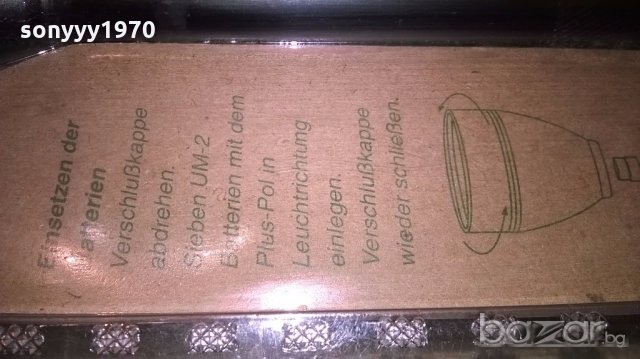 sonyyy1970
Einsetzen der
Batterien
Verschlußkappe
abdrehen.
Sieben UM-2
Batterien mit dem
Plus-Pol in
Leuchtrichtung
einlegen.
Verschlußkappe
wieder schließen.
bazar.bg